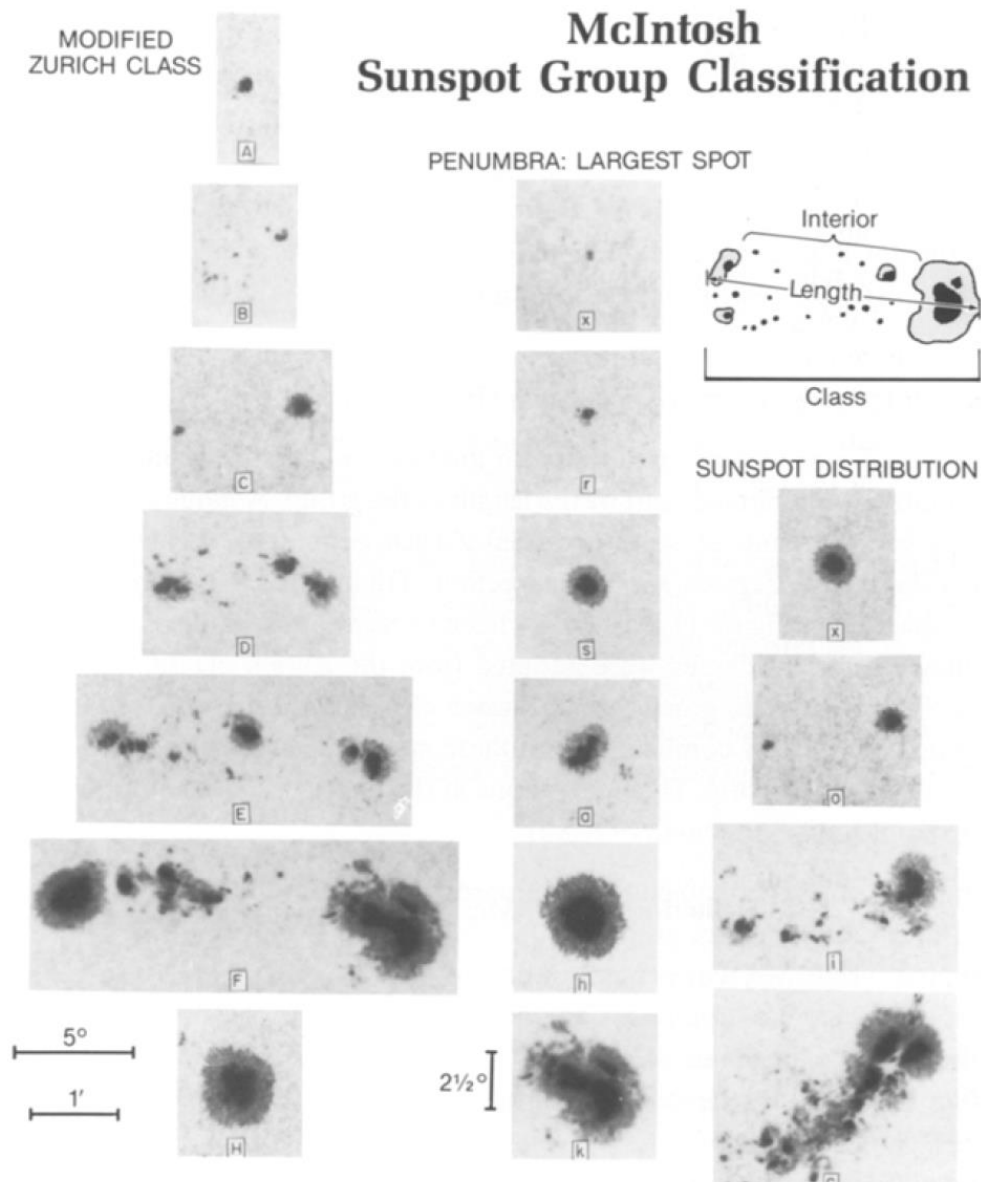 McIntosh
Sunspot Group Classification
MODIFIED
ZURICH CLASS
A
B
C
D
E
F
H
5°
1'
PENUMBRA: LARGEST SPOT
x
r
s
a
h
k
2½°
Interior
Length
Class
SUNSPOT DISTRIBUTION
x
o
i